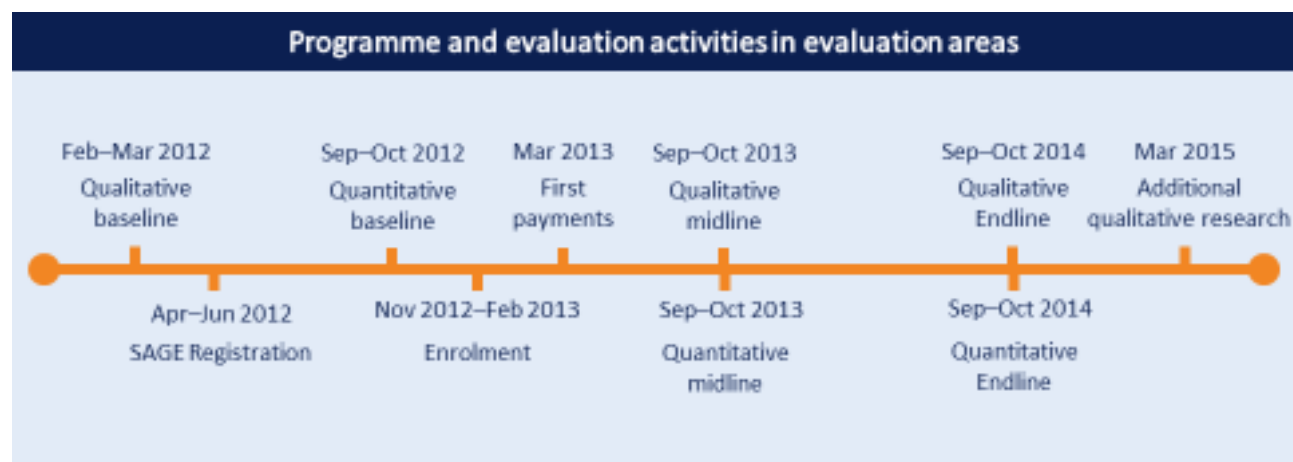 Programme and evaluation activities in evaluation areas
Feb–Mar 2012
Qualitative
baseline
Sep–Oct 2012
Quantitative
baseline
Mar 2013
First
payments
Sep–Oct 2013
Qualitative
midline
Sep–Oct 2014
Qualitative
Endline
Mar 2015
Additional
qualitative research
Apr–Jun 2012
SAGE Registration
Nov 2012–Feb 2013
Enrolment
Sep–Oct 2013
Quantitative
midline
Sep–Oct 2014
Quantitative
Endline